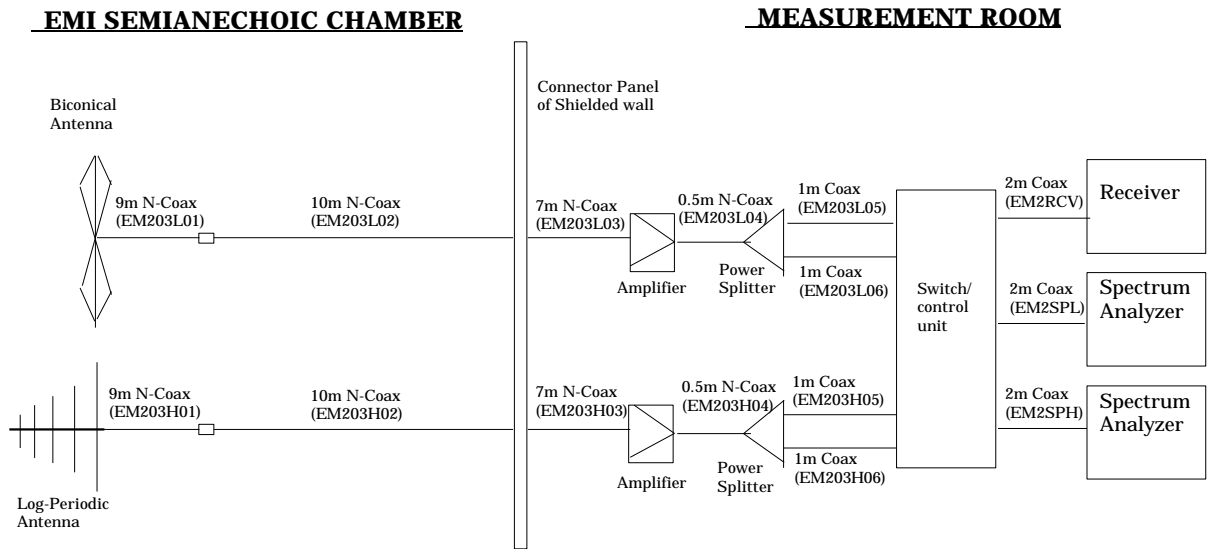 EMI SEMIANECHOIC CHAMBER
MEASUREMENT ROOM
Connector Panel
of Shielded wall
Biconical
Antenna
9m N-Coax
(EM203L01)
10m N-Coax
(EM203L02)
7m N-Coax
(EM203L03)
0.5m N-Coax
(EM203L04)
1m Coax
(EM203L05)
1m Coax
(EM203L06)
Amplifier
Power
Splitter
Switch/
control
unit
2m Coax
(EM2RCV)
Receiver
2m Coax
(EM2SPL)
Spectrum
Analyzer
9m N-Coax
(EM203H01)
10m N-Coax
(EM203H02)
7m N-Coax
(EM203H03)
0.5m N-Coax
(EM203H04)
1m Coax
(EM203H05)
1m Coax
(EM203H06)
Amplifier
Power
Splitter
2m Coax
(EM2SPH)
Spectrum
Analyzer
Log-Periodic
Antenna